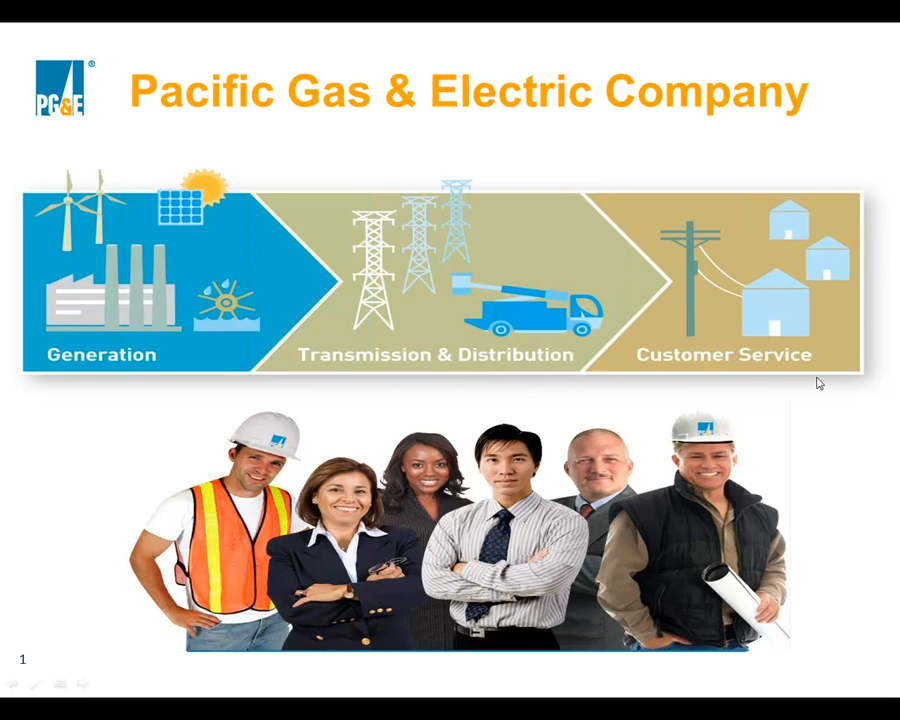 PG&E®
Pacific Gas & Electric Company
Generation
Transmission & Distribution
Customer Service
1